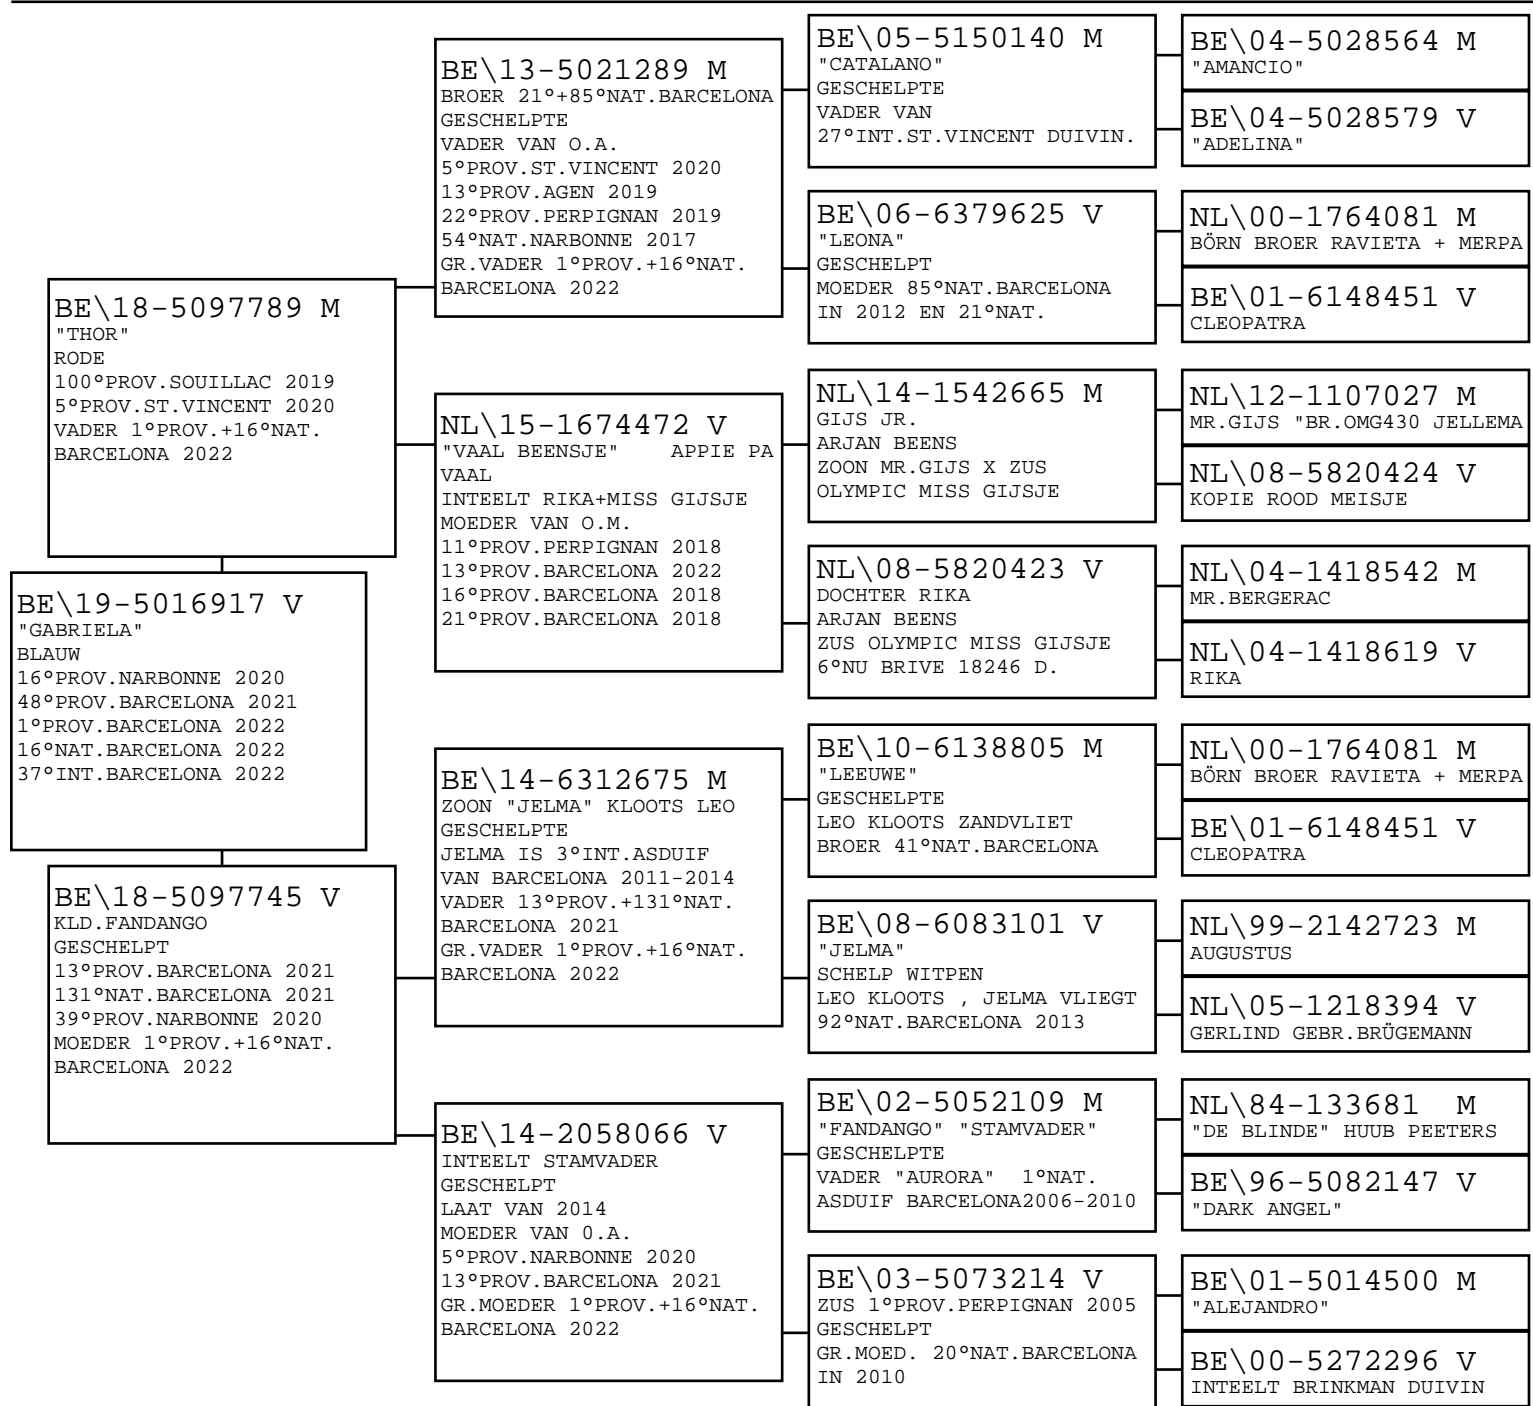 BE\19-5016917 V
"GABRIELA"
BLAUW
16°PROV.NARBONNE 2020
48°PROV.BARCELONA 2021
1°PROV.BARCELONA 2022
16°NAT.BARCELONA 2022
37°INT.BARCELONA 2022
BE\18-5097789 M
"THOR"
RODE
100°PROV.SOUILLAC 2019
5°PROV.ST.VINCENT 2020
VADER 1°PROV.+16°NAT.
BARCELONA 2022
BE\18-5097745 V
KLD.FANDANGO
GESCHELPT
13°PROV.BARCELONA 2021
131°NAT.BARCELONA 2021
39°PROV.NARBONNE 2020
MOEDER 1°PROV.+16°NAT.
BARCELONA 2022
BE\13-5021289 M
BROER 21°+85°NAT.BARCELONA
GESCHELPTE
VADER VAN O.A.
5°PROV.ST.VINCENT 2020
13°PROV.AGEN 2019
22°PROV.PERPIGNAN 2019
54°NAT.NARBONNE 2017
GR.VADER 1°PROV.+16°NAT.
BARCELONA 2022
NL\15-1674472 V
"VAAL BEENSJE" APPIE PA
VAAL
INTEELT RIKA+MISS GIJSJE
MOEDER VAN O.M.
11°PROV.PERPIGNAN 2018
13°PROV.BARCELONA 2022
16°PROV.BARCELONA 2018
21°PROV.BARCELONA 2018
BE\14-6312675 M
ZOON "JELMA" KLOOTS LEO
GESCHELPTE
JELMA IS 3°INT.ASDUIF
VAN BARCELONA 2011-2014
VADER 13°PROV.+131°NAT.
BARCELONA 2021
GR.VADER 1°PROV.+16°NAT.
BARCELONA 2022
BE\14-2058066 V
INTEELT STAMVADER
GESCHELPT
LAAT VAN 2014
MOEDER VAN 0.A.
5°PROV.NARBONNE 2020
13°PROV.BARCELONA 2021
GR.MOEDER 1°PROV.+16°NAT.
BARCELONA 2022
BE\05-5150140 M
"CATALANO"
GESCHELPTE
VADER VAN
27°INT.ST.VINCENT DUIVIN.
BE\06-6379625 V
"LEONA"
GESCHELPT
MOEDER 85°NAT.BARCELONA
IN 2012 EN 21°NAT.
NL\14-1542665 M
GIJS JR.
ARJAN BEENS
ZOON MR.GIJS X ZUS
OLYMPIC MISS GIJSJE
NL\08-5820423 V
DOCHTER RIKA
ARJAN BEENS
ZUS OLYMPIC MISS GIJSJE
6°NU BRIVE 18246 D.
BE\10-6138805 M
"LEEUWE"
GESCHELPTE
LEO KLOOTS ZANDVLIET
BROER 41°NAT.BARCELONA
BE\08-6083101 V
"JELMA"
SCHELP WITPEN
LEO KLOOTS , JELMA VLIEGT
92°NAT.BARCELONA 2013
BE\02-5052109 M
"FANDANGO" "STAMVADER"
GESCHELPTE
VADER "AURORA" 1°NAT.
ASDUIF BARCELONA2006-2010
BE\03-5073214 V
ZUS 1°PROV.PERPIGNAN 2005
GESCHELPT
GR.MOED. 20°NAT.BARCELONA
IN 2010
BE\04-5028564 M
"AMANCIO"
BE\04-5028579 V
"ADELINA"
NL\00-1764081 M
BÖRN BROER RAVIETA + MERPA
BE\01-6148451 V
CLEOPATRA
NL\12-1107027 M
MR.GIJS "BR.OMG430 JELLEMA
NL\08-5820424 V
KOPIE ROOD MEISJE
NL\04-1418542 M
MR.BERGERAC
NL\04-1418619 V
RIKA
NL\00-1764081 M
BÖRN BROER RAVIETA + MERPA
BE\01-6148451 V
CLEOPATRA
NL\99-2142723 M
AUGUSTUS
NL\05-1218394 V
GERLIND GEBR.BRÜGEMANN
NL\84-133681 M
"DE BLINDE" HUUB PEETERS
BE\96-5082147 V
"DARK ANGEL"
BE\01-5014500 M
"ALEJANDRO"
BE\00-5272296 V
INTEELT BRINKMAN DUIVIN